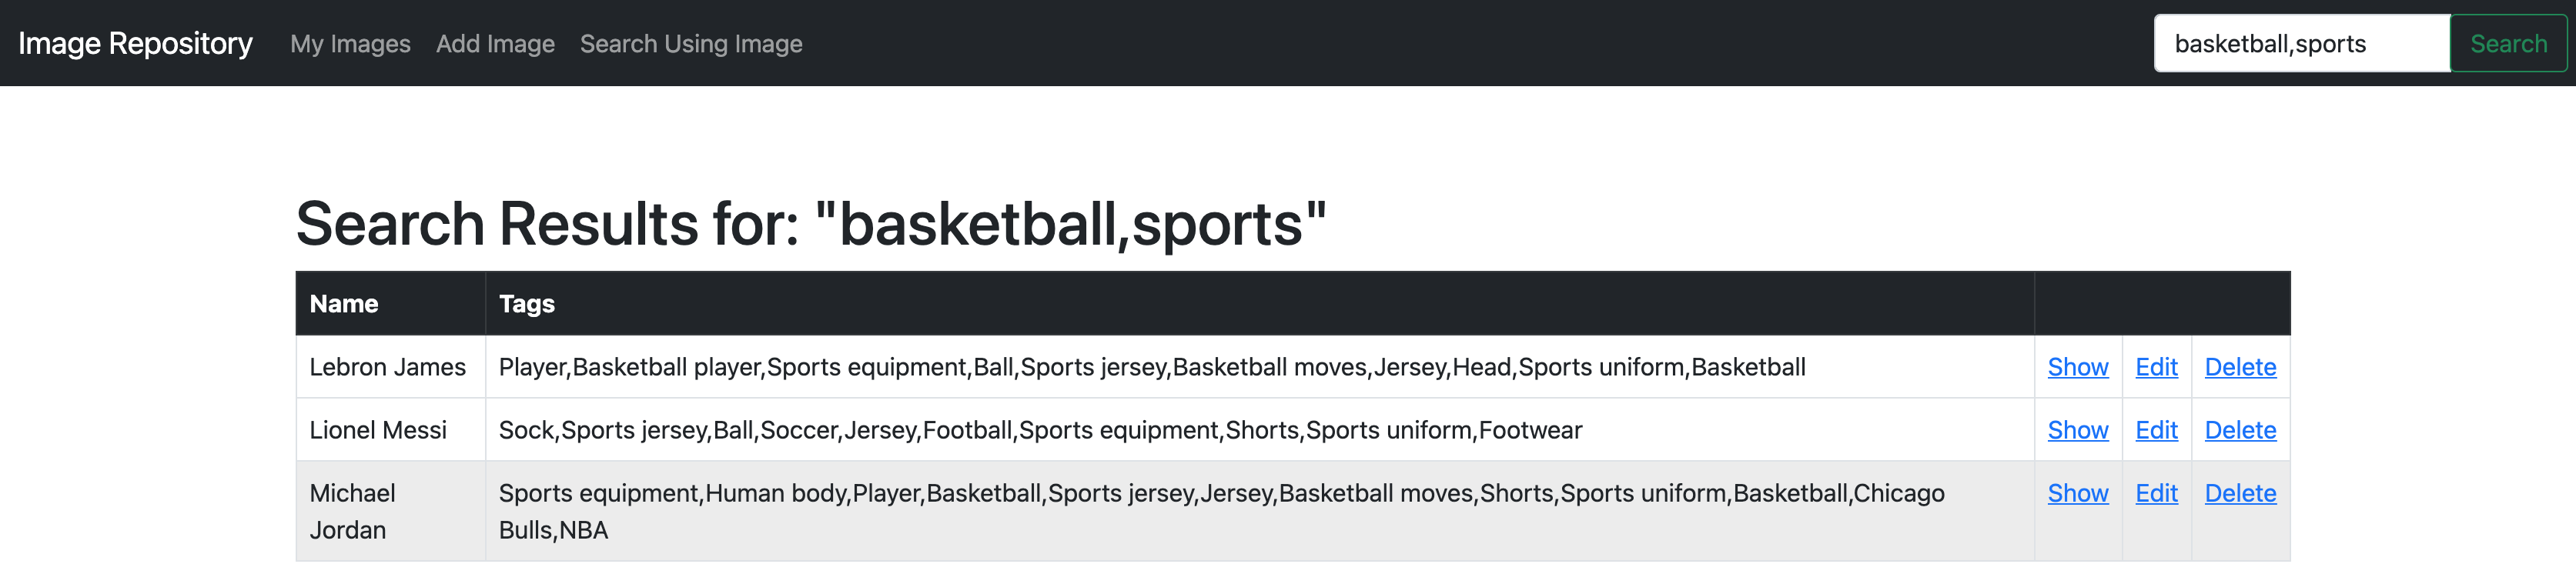 Image Repository My Images Add Image Search Using Image basketball,sports Search
Search Results for: "basketball,sports"
Name Tags
Lebron James Player,Basketball player,Sports equipment,Ball,Sports jersey,Basketball moves,Jersey,Head,Sports uniform,Basketball Show Edit Delete
Lionel Messi Sock,Sports jersey,Ball,Soccer,Jersey,Football,Sports equipment,Shorts,Sports uniform,Footwear Show Edit Delete
Michael Sports equipment,Human body,Player,Basketball,Sports jersey,Jersey,Basketball moves,Shorts,Sports uniform,Basketball,Chicago Show Edit Delete
Jordan Bulls,NBA